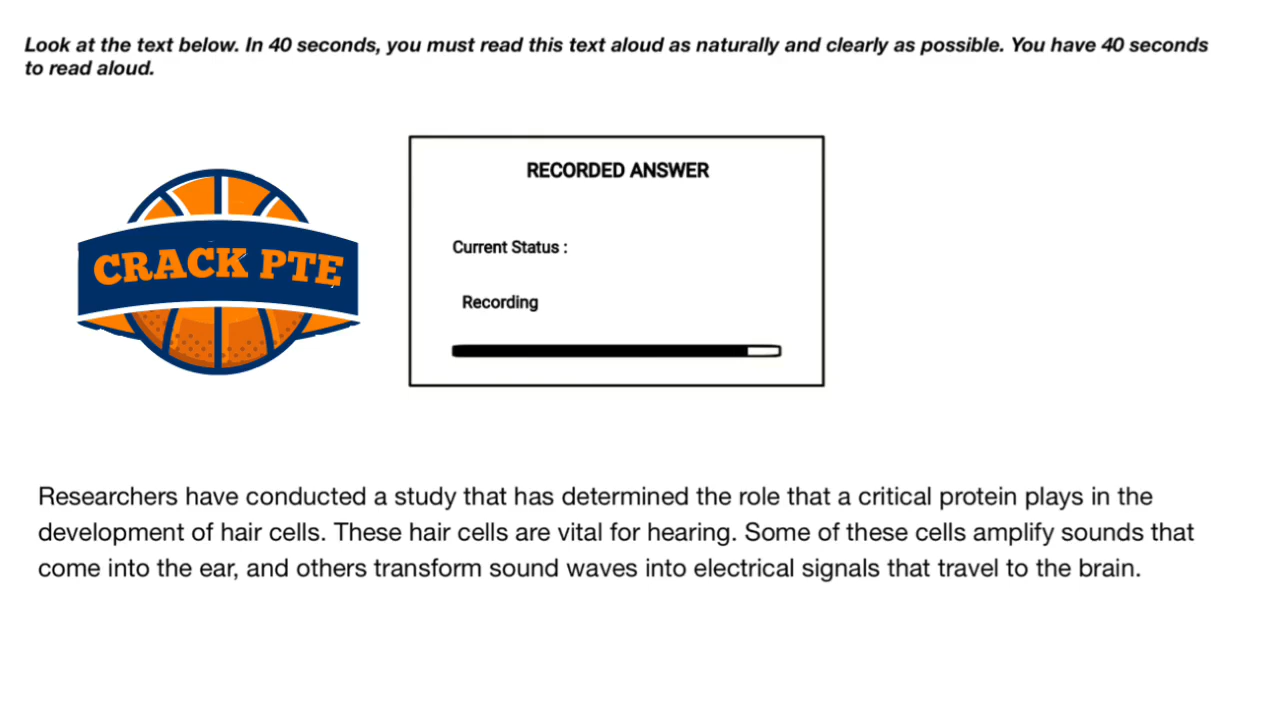 Look at the text below. In 40 seconds, you must read this text aloud as naturally and clearly as possible. You have 40 seconds
to read aloud.
CRACK PTE
RECORDED ANSWER
Current Status :
Recording
Researchers have conducted a study that has determined the role that a critical protein plays in the
development of hair cells. These hair cells are vital for hearing. Some of these cells amplify sounds that
come into the ear, and others transform sound waves into electrical signals that travel to the brain.